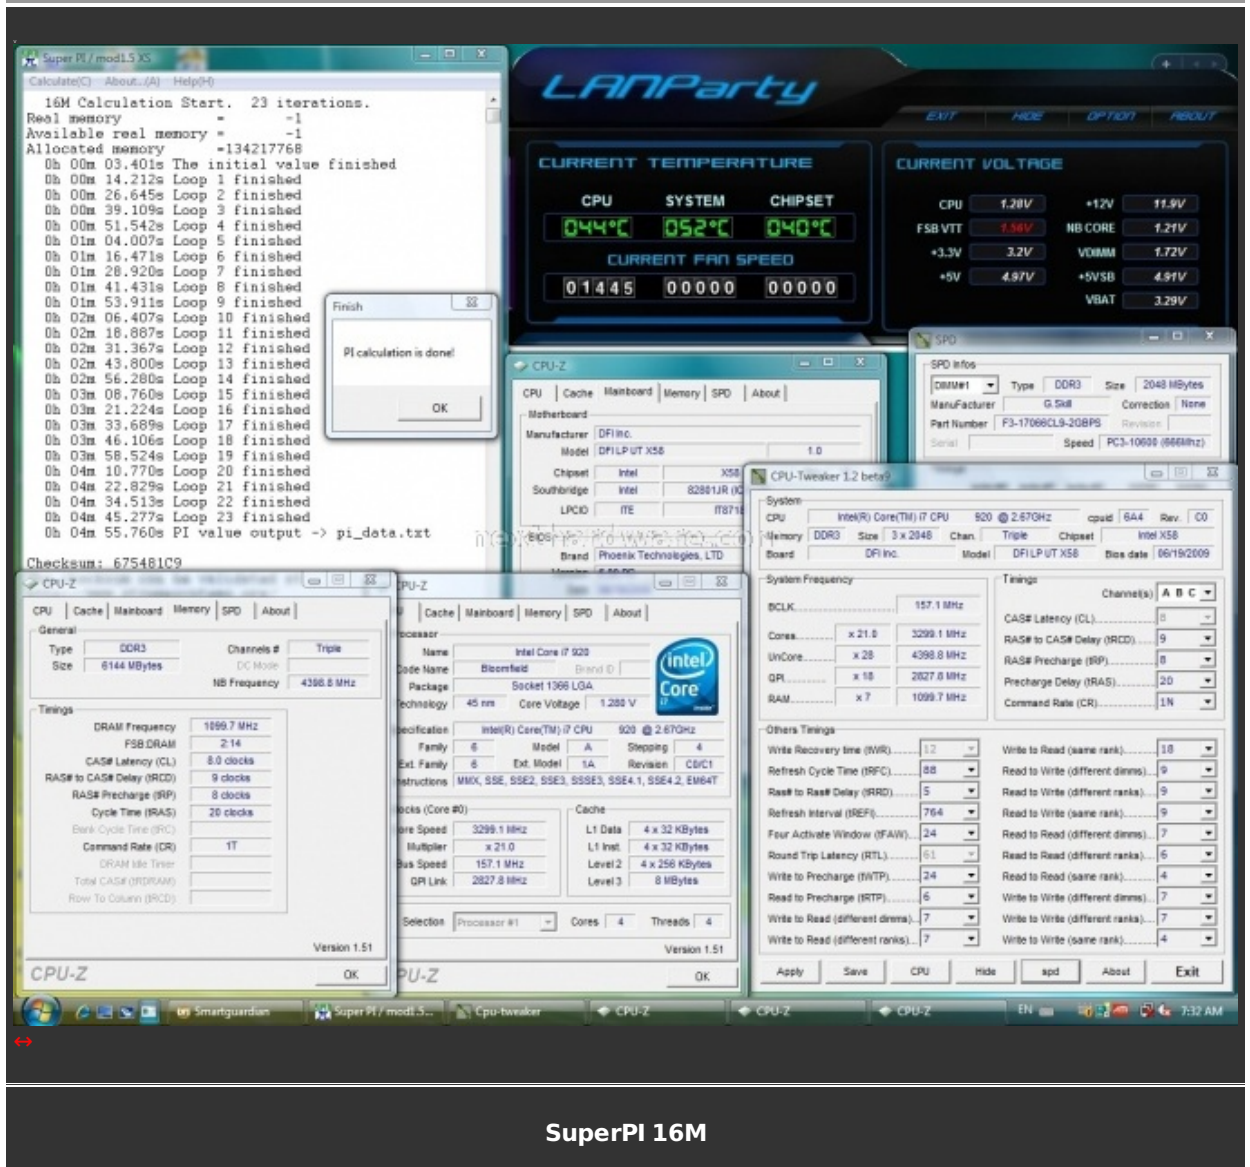 Super PI / mod1.5 XS
Calculate(C) About...(A) Help(H)
16M Calculation Start. 23 iterations.
Real memory = -1
Available real memory = -1
Allocated memory =134217768
0h 00m 03.401s The initial value finished
0h 00m 14.212s Loop 1 finished
0h 00m 26.645s Loop 2 finished
0h 00m 39.109s Loop 3 finished
0h 00m 51.542s Loop 4 finished
0h 01m 04.007s Loop 5 finished
0h 01m 16.471s Loop 6 finished
0h 01m 28.920s Loop 7 finished
0h 01m 41.431s Loop 8 finished
0h 01m 53.911s Loop 9 finished
0h 02m 06.407s Loop 10 finished
0h 02m 18.887s Loop 11 finished
0h 02m 31.367s Loop 12 finished
0h 02m 43.800s Loop 13 finished
0h 02m 56.280s Loop 14 finished
0h 03m 08.760s Loop 15 finished
0h 03m 21.224s Loop 16 finished
0h 03m 33.689s Loop 17 finished
0h 03m 46.106s Loop 18 finished
0h 03m 58.524s Loop 19 finished
0h 04m 10.770s Loop 20 finished
0h 04m 22.829s Loop 21 finished
0h 04m 34.513s Loop 22 finished
0h 04m 45.277s Loop 23 finished
0h 04m 55.760s PI value output -> pi_data.txt
Checksum: 675481C9
Finish
PI calculation is done!
OK
LANParty
EXIT HIDE OPTION ABOUT
CURRENT TEMPERATURE
CPU SYSTEM CHIPSET
044°C 052°C 040°C
CURRENT FAN SPEED
01445 00000 00000
CURRENT VOLTAGE
CPU 1.28V +12V 11.9V
FSB VTT 1.56V NB CORE 1.21V
+3.3V 3.2V VDIMM 1.72V
+5V 4.97V +5VSB 4.91V
VBAT 3.29V
CPU-Z
CPU Cache Mainboard Memory SPD About
Motherboard
Manufacturer DFI Inc.
Model DFI LP UT X58 1.0
Chipset Intel X58
Southbridge Intel 82801JR (IC
LPCIO ITE IT8718
BIOS
Brand Phoenix Technologies, LTD
nexthardware.com
SPD
SPD Infos
DIMM#1 Type DDR3 Size 2048 MBytes
ManuFacturer G.Skill Correction None
Part Number F3-17066CL9-2GBPS Revision
Serial Speed PC3-10600 (666Mhz)
CPU-Tweaker 1.2 beta9
System
CPU Intel(R) Core(TM) i7 CPU 920 @ 2.67GHz cpuid 6A4 Rev. C0
Memory DDR3 Size 3 x 2048 Chan. Triple Chipset Intel X58
Board DFI Inc. Model DFI LP UT X58 Bios date 06/19/2009
System Frequency
BCLK 157.1 MHz
Cores x 21.0 3299.1 MHz
UnCore x 28 4398.8 MHz
QPI x 18 2827.8 MHz
RAM x 7 1099.7 MHz
Timings
Channel(s) A B C
CAS# Latency (CL) 8
RAS# to CAS# Delay (tRCD) 9
RAS# Precharge (tRP) 8
Precharge Delay (tRAS) 20
Command Rate (CR) 1N
Others Timings
Write Recovery time (tWR) 12
Refresh Cycle Time (tRFC) 88
Ras# to Ras# Delay (tRRD) 5
Refresh Interval (tREFI) 764
Four Activate Window (tFAW) 24
Round Trip Latency (RTL) 61
Write to Precharge (tWTP) 24
Read to Precharge (tRTP) 6
Write to Read (different dimms) 7
Write to Read (different ranks) 7
Write to Read (same rank) 18
Read to Write (different dimms) 9
Read to Write (different ranks) 9
Read to Write (same rank) 9
Read to Read (different dimms) 7
Read to Read (different ranks) 6
Read to Read (same rank) 4
Write to Write (different dimms) 7
Write to Write (different ranks) 7
Write to Write (same rank) 4
Apply Save CPU Hide spd About Exit
CPU-Z
CPU Cache Mainboard Memory SPD About
General
Type DDR3 Channels # Triple
Size 6144 MBytes DC Mode
NB Frequency 4398.8 MHz
Timings
DRAM Frequency 1099.7 MHz
FSB:DRAM 2:14
CAS# Latency (CL) 8.0 clocks
RAS# to CAS# Delay (tRCD) 9 clocks
RAS# Precharge (tRP) 8 clocks
Cycle Time (tRAS) 20 clocks
Bank Cycle Time (tRC)
Command Rate (CR) 1T
DRAM Idle Timer
Total CAS# (tRDRAM)
Row To Column (tRCD)
Version 1.51
CPU-Z OK
PU-Z
U Cache Mainboard Memory SPD About
rocessor
Name Intel Core i7 920
Code Name Bloomfield Brand ID
Package Socket 1366 LGA
echnology 45 nm Core Voltage 1.280 V
intel Core i7 inside
pecification Intel(R) Core(TM) i7 CPU 920 @ 2.67GHz
Family 6 Model A Stepping 4
Ext. Family 6 Ext. Model 1A Revision C0/C1
nstructions MMX, SSE, SSE2, SSE3, SSSE3, SSE4.1, SSE4.2, EM64T
locks (Core #0)
ore Speed 3299.1 MHz
Multiplier x 21.0
Bus Speed 157.1 MHz
QPI Link 2827.8 MHz
Cache
L1 Data 4 x 32 KBytes
L1 Inst. 4 x 32 KBytes
Level 2 4 x 256 KBytes
Level 3 8 MBytes
Selection Processor #1 Cores 4 Threads 4
Version 1.51
PU-Z OK
Smartguardian Super PI / mod1.5... Cpu-tweaker CPU-Z CPU-Z CPU-Z EN 7:32 AM
SuperPI 16M